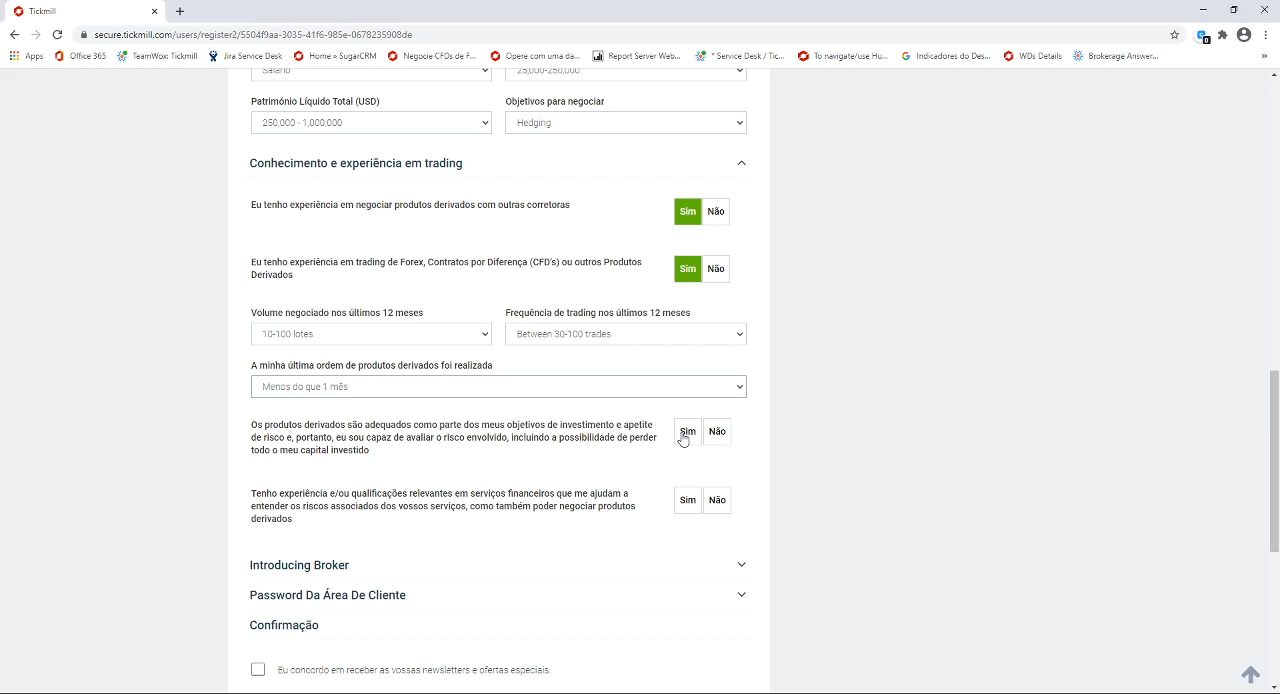 Tickmill
secure.tickmill.com/users/register2/5504f9aa-3035-41f6-985e-0678235908de
Apps Office 365 TeamWox: Tickmill Jira Service Desk Home » SugarCRM Negocie CFDs de F... Opere com uma da... Report Server Web... * Service Desk / Tic... To navigate/use Hu... Indicadores do Des... WDs Details Brokerage Answer... »
Salário 25,000-250,000
Património Líquido Total (USD) Objetivos para negociar
250,000 - 1,000,000 Hedging
Conhecimento e experiência em trading
Eu tenho experiência em negociar produtos derivados com outras corretoras Sim Não
Eu tenho experiência em trading de Forex, Contratos por Diferença (CFD's) ou outros Produtos
Derivados Sim Não
Volume negociado nos últimos 12 meses Frequência de trading nos últimos 12 meses
10-100 lotes Between 30-100 trades
A minha última ordem de produtos derivados foi realizada
Menos do que 1 mês
Os produtos derivados são adequados como parte dos meus objetivos de investimento e apetite
de risco e, portanto, eu sou capaz de avaliar o risco envolvido, incluindo a possibilidade de perder
todo o meu capital investido Sim Não
Tenho experiência e/ou qualificações relevantes em serviços financeiros que me ajudam a
entender os riscos associados dos vossos serviços, como também poder negociar produtos
derivados Sim Não
Introducing Broker
Password Da Área De Cliente
Confirmação
Eu concordo em receber as vossas newsletters e ofertas especiais.